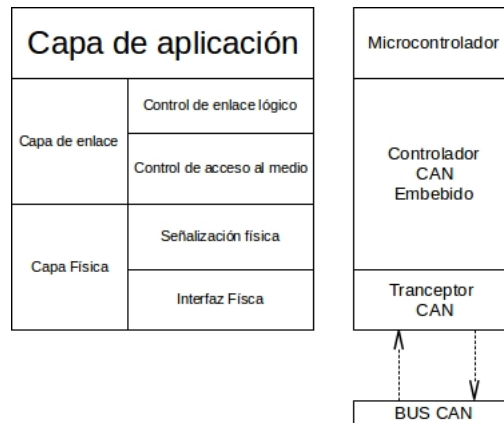 Capa de aplicación
Capa de enlace
Control de enlace lógico
Control de acceso al medio
Capa Física
Señalización física
Interfaz Físca
Microcontrolador
Controlador
CAN
Embebido
Tranceptor
CAN
BUS CAN